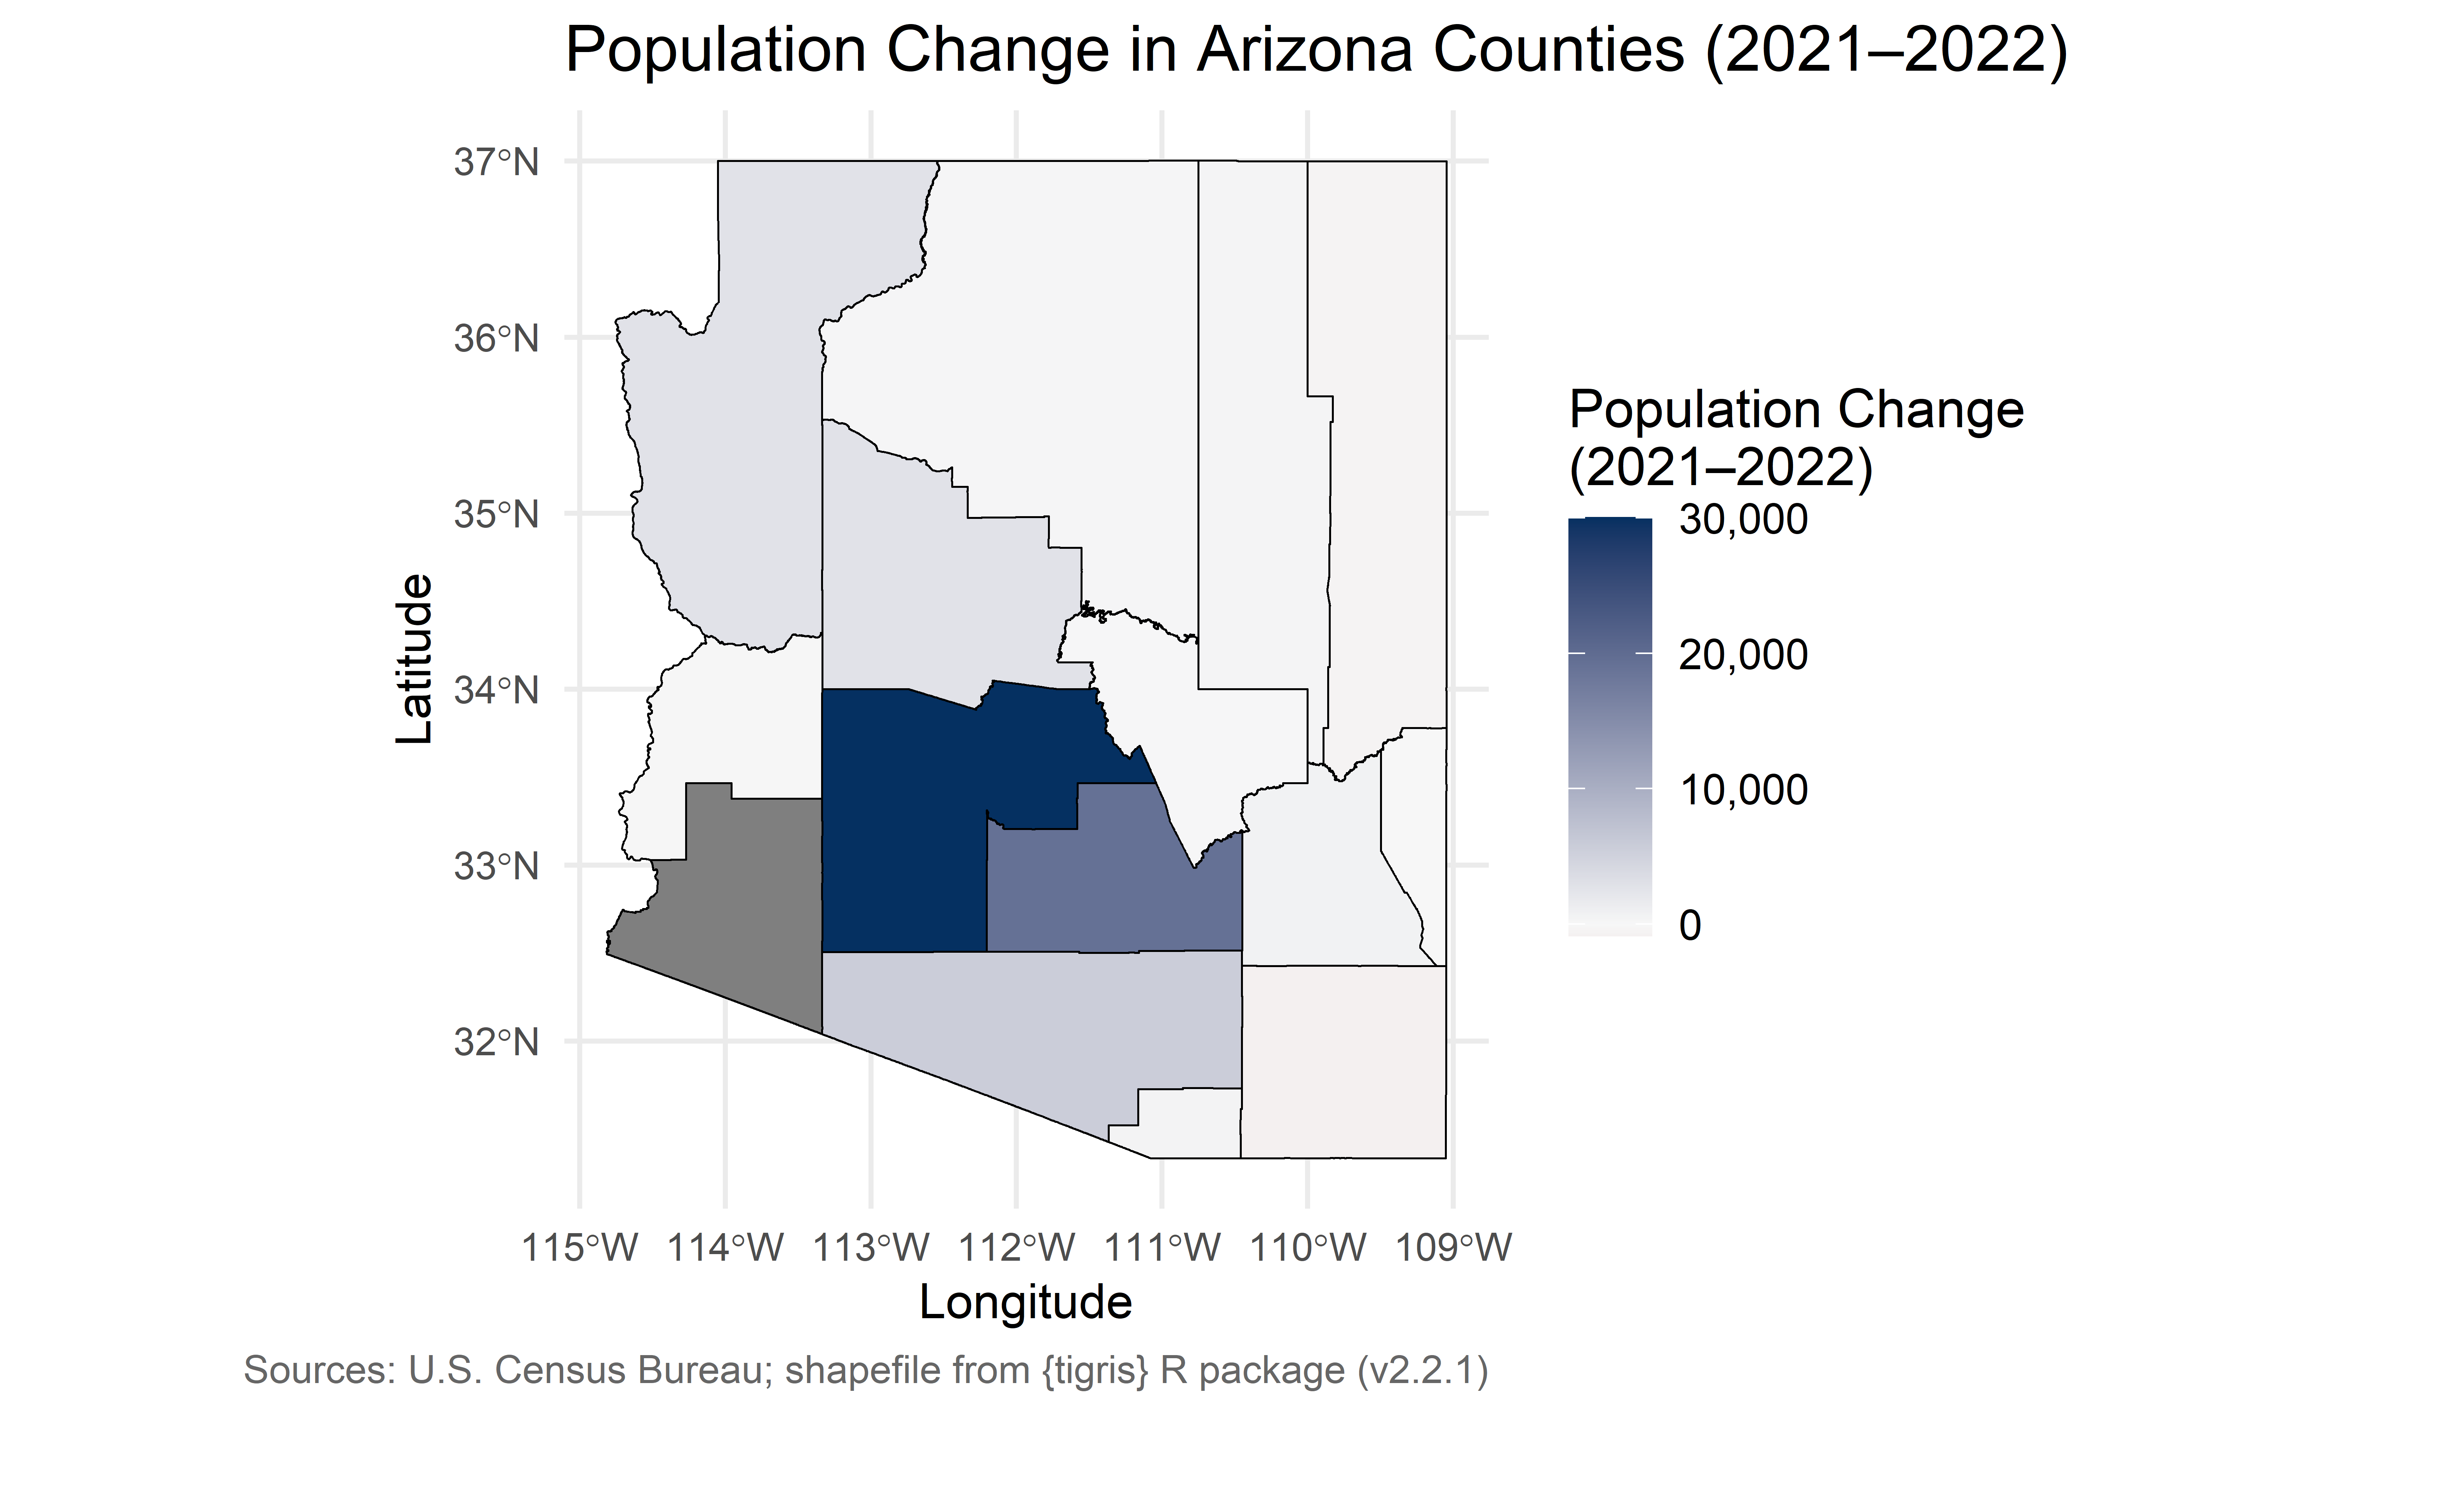 Population Change in Arizona Counties (2021–2022)
37°N
36°N
35°N
34°N
33°N
32°N
Latitude
115°W 114°W 113°W 112°W 111°W 110°W 109°W
Longitude
Population Change
(2021–2022)
30,000
20,000
10,000
0
Sources: U.S. Census Bureau; shapefile from {tigris} R package (v2.2.1)